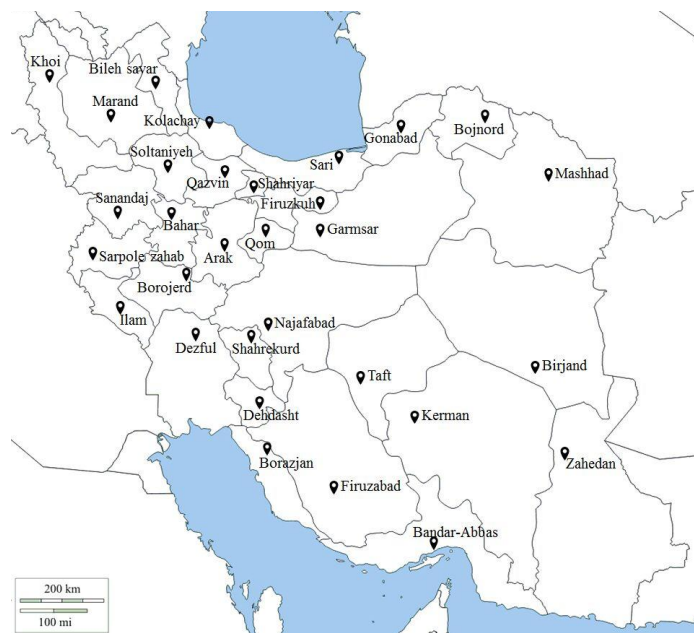 Khoi
Bileh savar
Marand
Kolachay
Gonabad
Bojnord
Soltaniyeh
Sari
Mashhad
Qazvin
Shahriyar
Sanandaj
Firuzkuh
Bahar
Qom
Garmsar
Sarpole zahab
Arak
Borojerd
Ilam
Najafabad
Dezful
Shahrekurd
Birjand
Taft
Dehdasht
Kerman
Borazjan
Zahedan
Firuzabad
Bandar-Abbas
200 km
100 mi